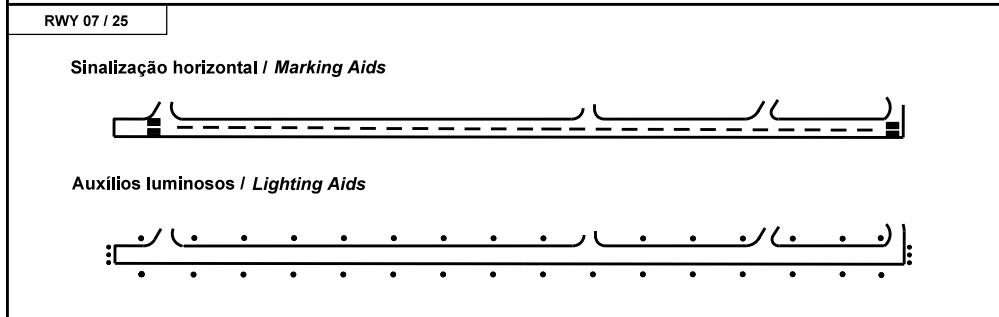 RWY 07 / 25
Sinalização horizontal / Marking Aids
Auxílios luminosos / Lighting Aids